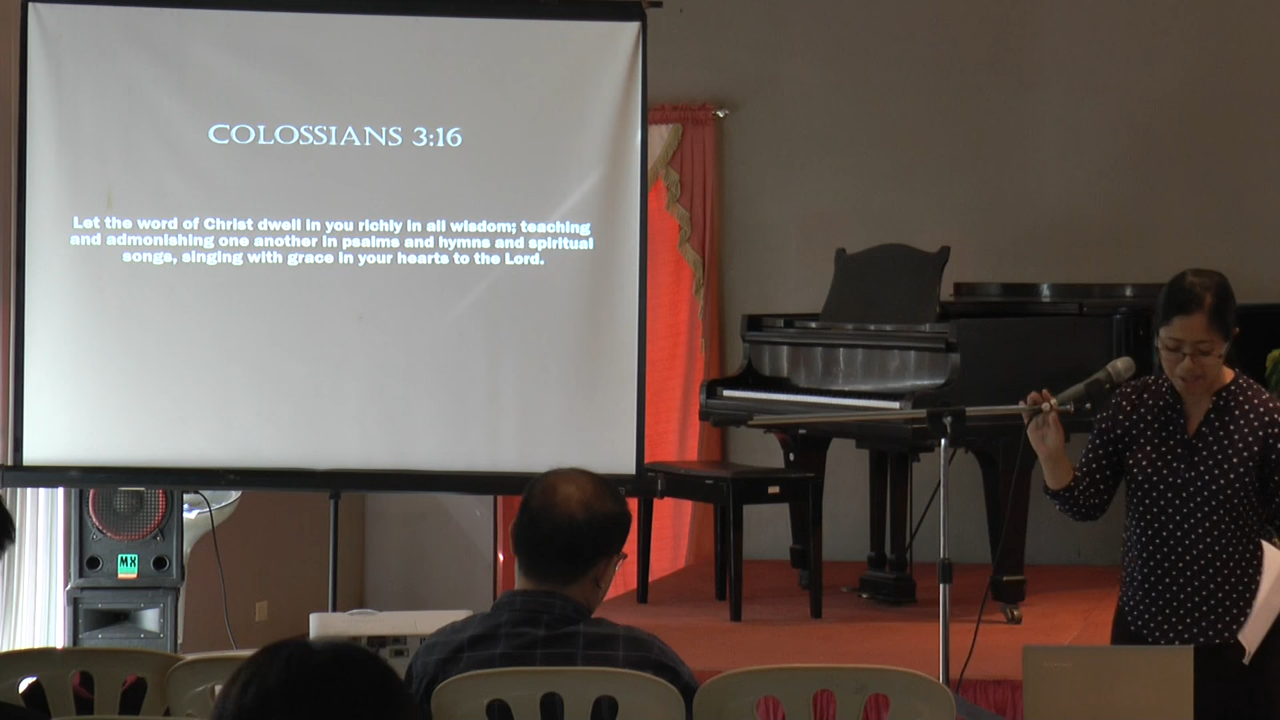 COLOSSIANS 3:16
Let the word of Christ dwell in you richly in all wisdom; teaching
and admonishing one another in psalms and hymns and spiritual
songs, singing with grace in your hearts to the Lord.
MX